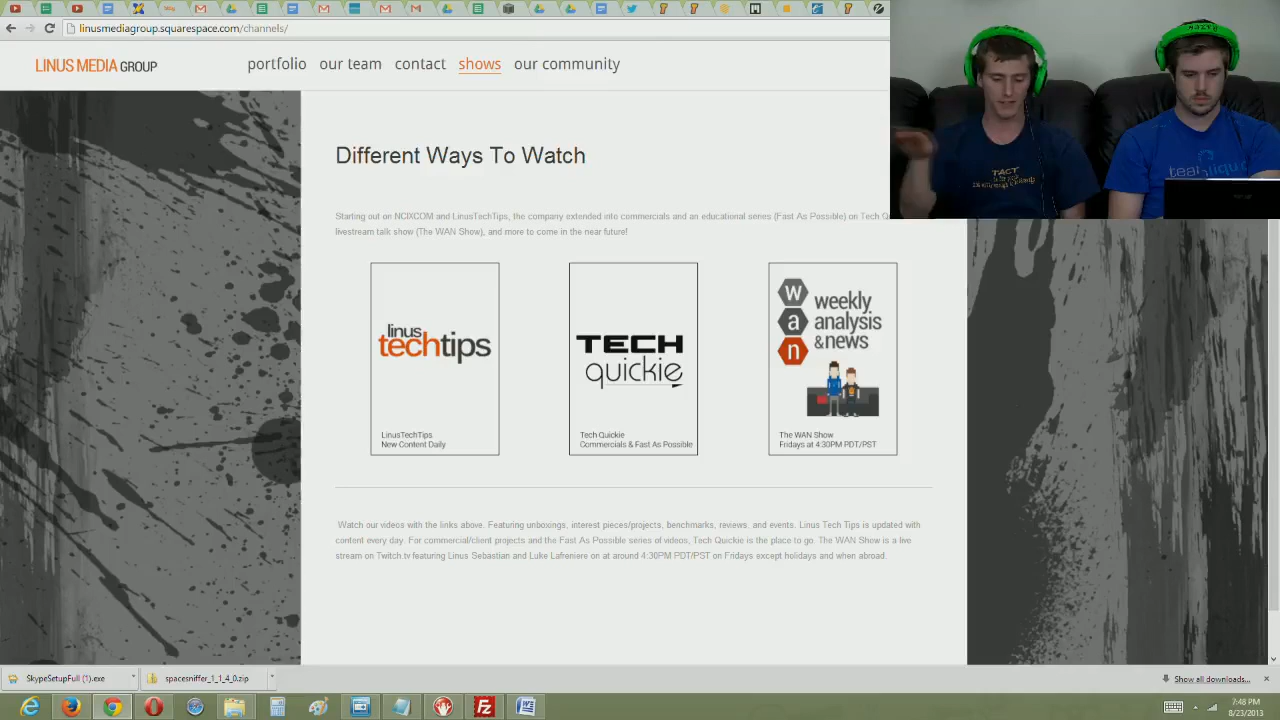 linusmediagroup.squarespace.com/channels/
LINUS MEDIA GROUP
portfolio our team contact shows our community
Different Ways To Watch
Starting out on NCIXCOM and LinusTechTips, the company extended into commercials and an educational series (Fast As Possible) on Tech
livestream talk show (The WAN Show), and more to come in the near future!
linus
techtips
LinusTechTips
New Content Daily
TECH
quickie
Tech Quickie
Commercials & Fast As Possible
w
a
n
weekly
analysis
&news
The WAN Show
Fridays at 4:30PM PDT/PST
Watch our videos with the links above. Featuring unboxings, interest pieces/projects, benchmarks, reviews, and events. Linus Tech Tips is updated with
content every day. For commercial/client projects and the Fast As Possible series of videos, Tech Quickie is the place to go. The WAN Show is a live
stream on Twitch.tv featuring Linus Sebastian and Luke Lafreniere on at around 4:30PM PDT/PST on Fridays except holidays and when abroad.
SkypeSetupFull (1).exe
spacesniffer_1_1_4_0.zip
Show all downloads...
7:48 PM
8/23/2013